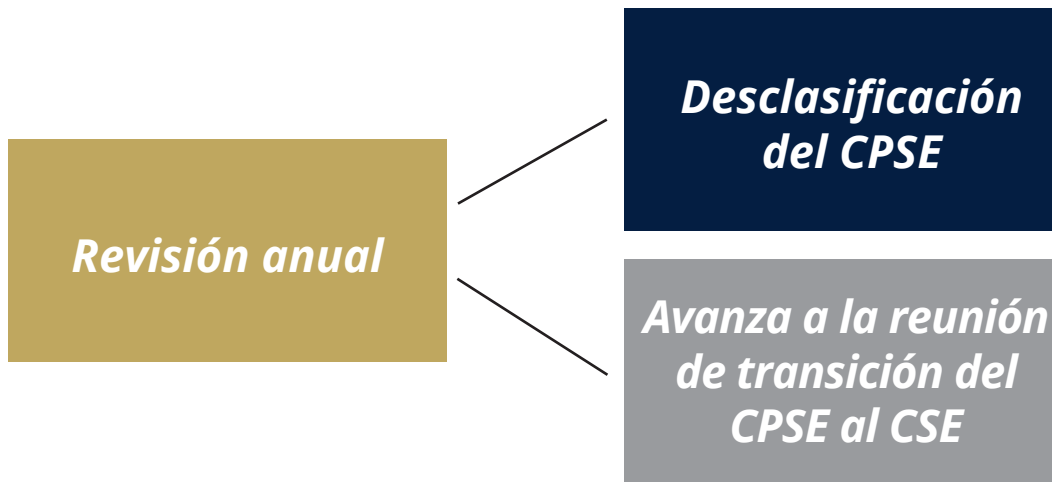 Revisión anual
Desclasificación
del CPSE
Avanza a la reunión
de transición del
CPSE al CSE